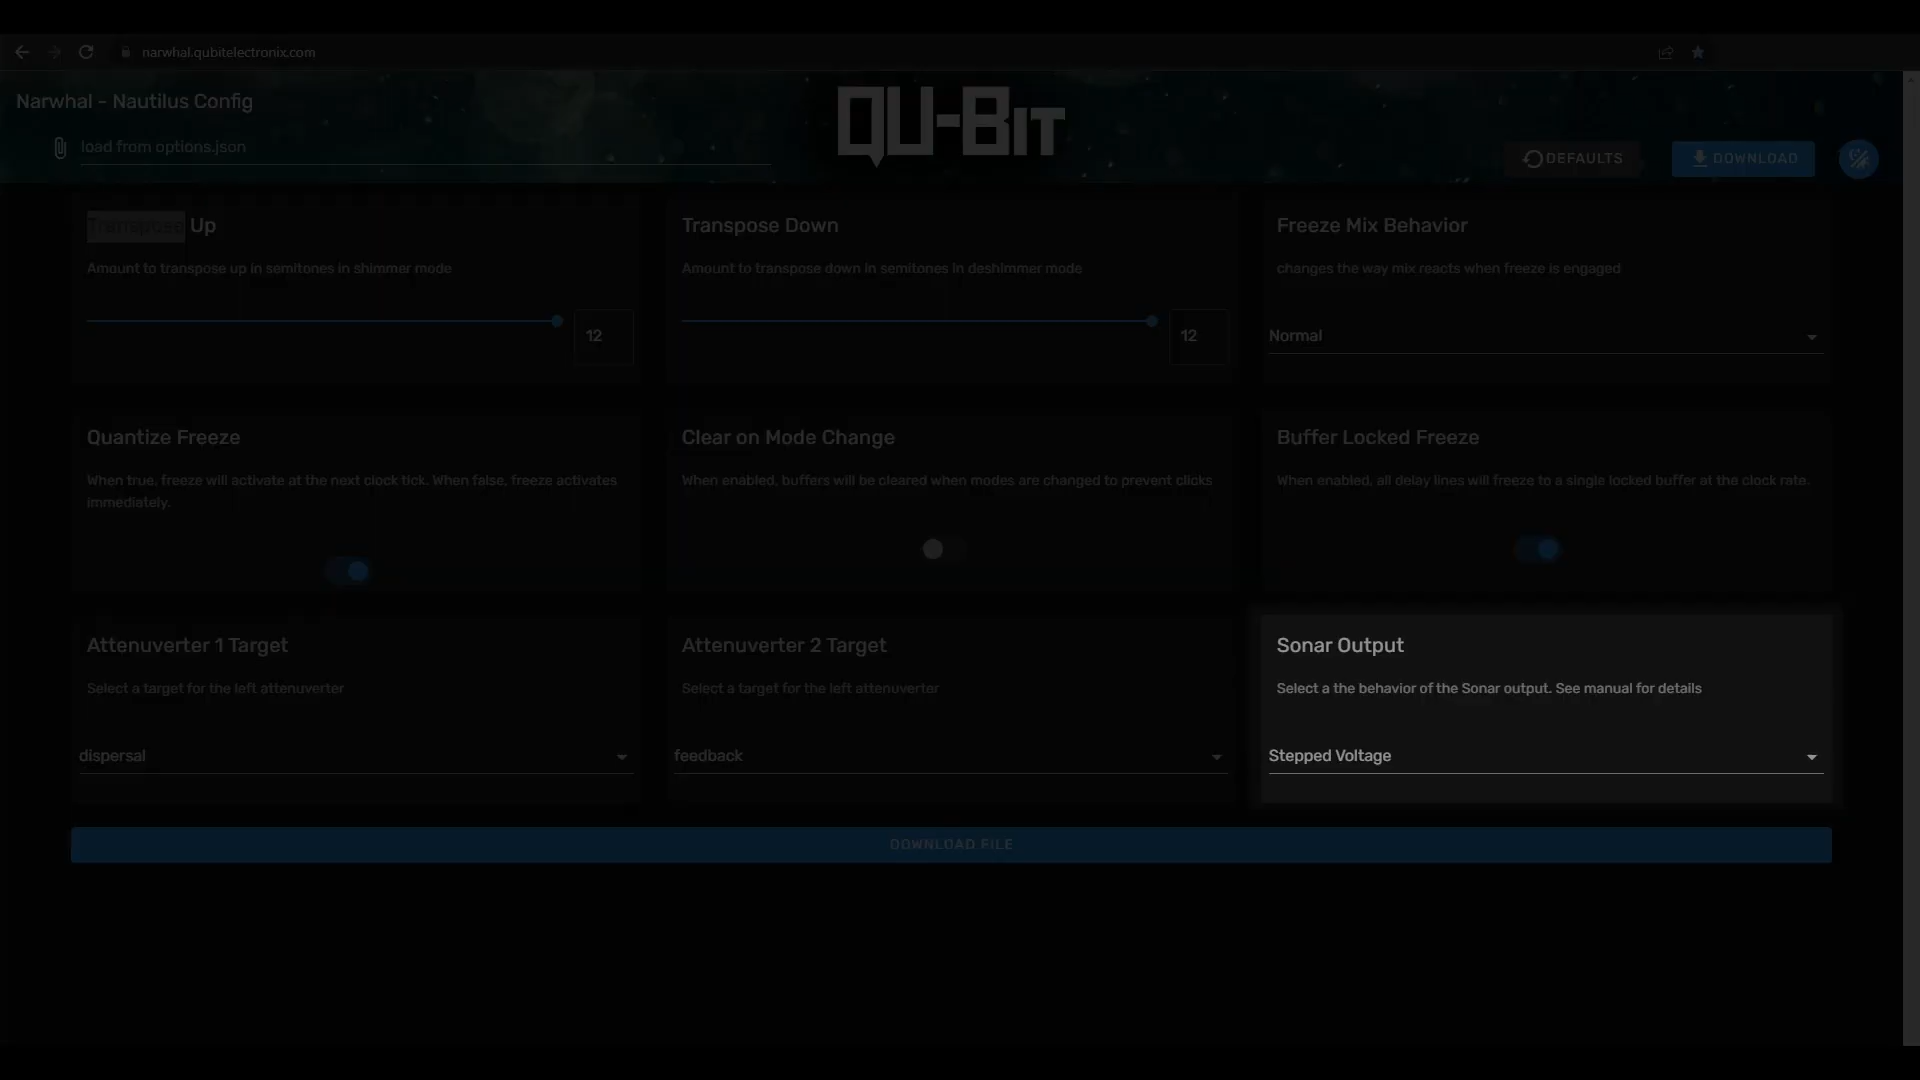 narwhal.qubitelectronix.com
Narwhal - Nautilus Config
QU-BIT
load from options.json
DEFAULTS
DOWNLOAD
Transpose Up
Amount to transpose up in semitones in shimmer mode
12
Transpose Down
Amount to transpose down in semitones in deshimmer mode
12
Freeze Mix Behavior
changes the way mix reacts when freeze is engaged
Normal
Quantize Freeze
When true, freeze will activate at the next clock tick. When false, freeze activates
immediately.
Clear on Mode Change
When enabled, buffers will be cleared when modes are changed to prevent clicks
Buffer Locked Freeze
When enabled, all delay lines will freeze to a single locked buffer at the clock rate.
Attenuverter 1 Target
Select a target for the left attenuverter
dispersal
Attenuverter 2 Target
Select a target for the left attenuverter
feedback
Sonar Output
Select a the behavior of the Sonar output. See manual for details
Stepped Voltage
DOWNLOAD FILE